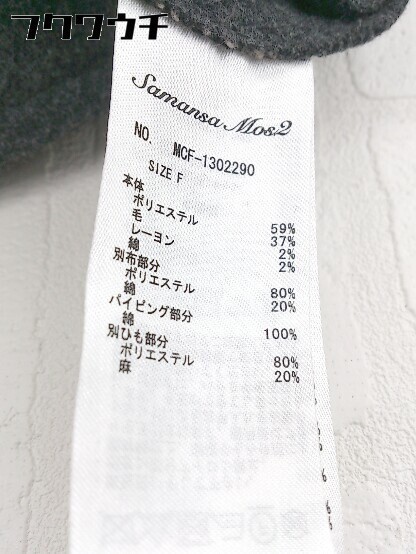 フクワウチ
Samansa Mos2
NO. MCF-1302290
SIZE F
本体
ポリエステル 59%
毛 37%
レーヨン 2%
綿 2%
別布部分
ポリエステル 80%
綿 20%
パイピング部分
綿 100%
別ひも部分
ポリエステル 80%
麻 20%